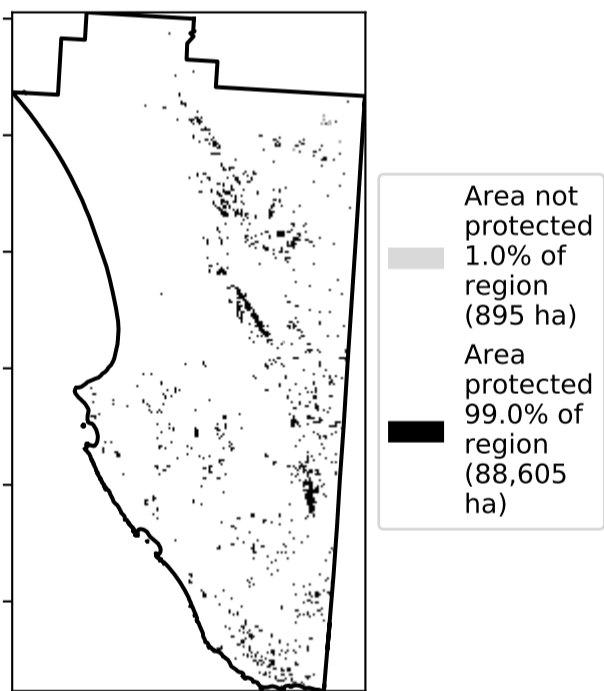 Area not
protected
1.0% of
region
(895 ha)
Area
protected
99.0% of
region
(88,605
ha)